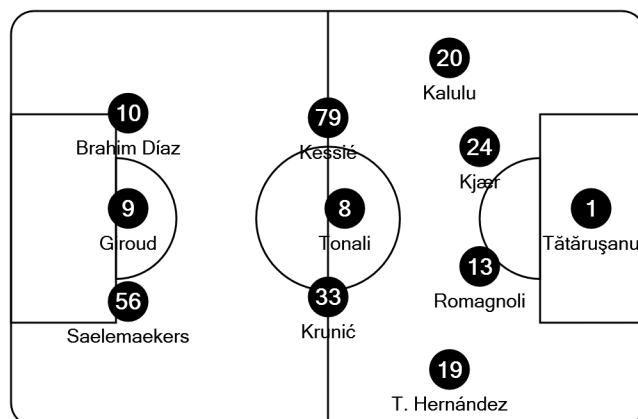 20
Kalulu
10
Brahim Díaz
79
Kessié
24
Kjær
9
Giroud
8
Tonali
1
Tătăruşanu
13
Romagnoli
56
Saelemaekers
33
Krunić
19
T. Hernández